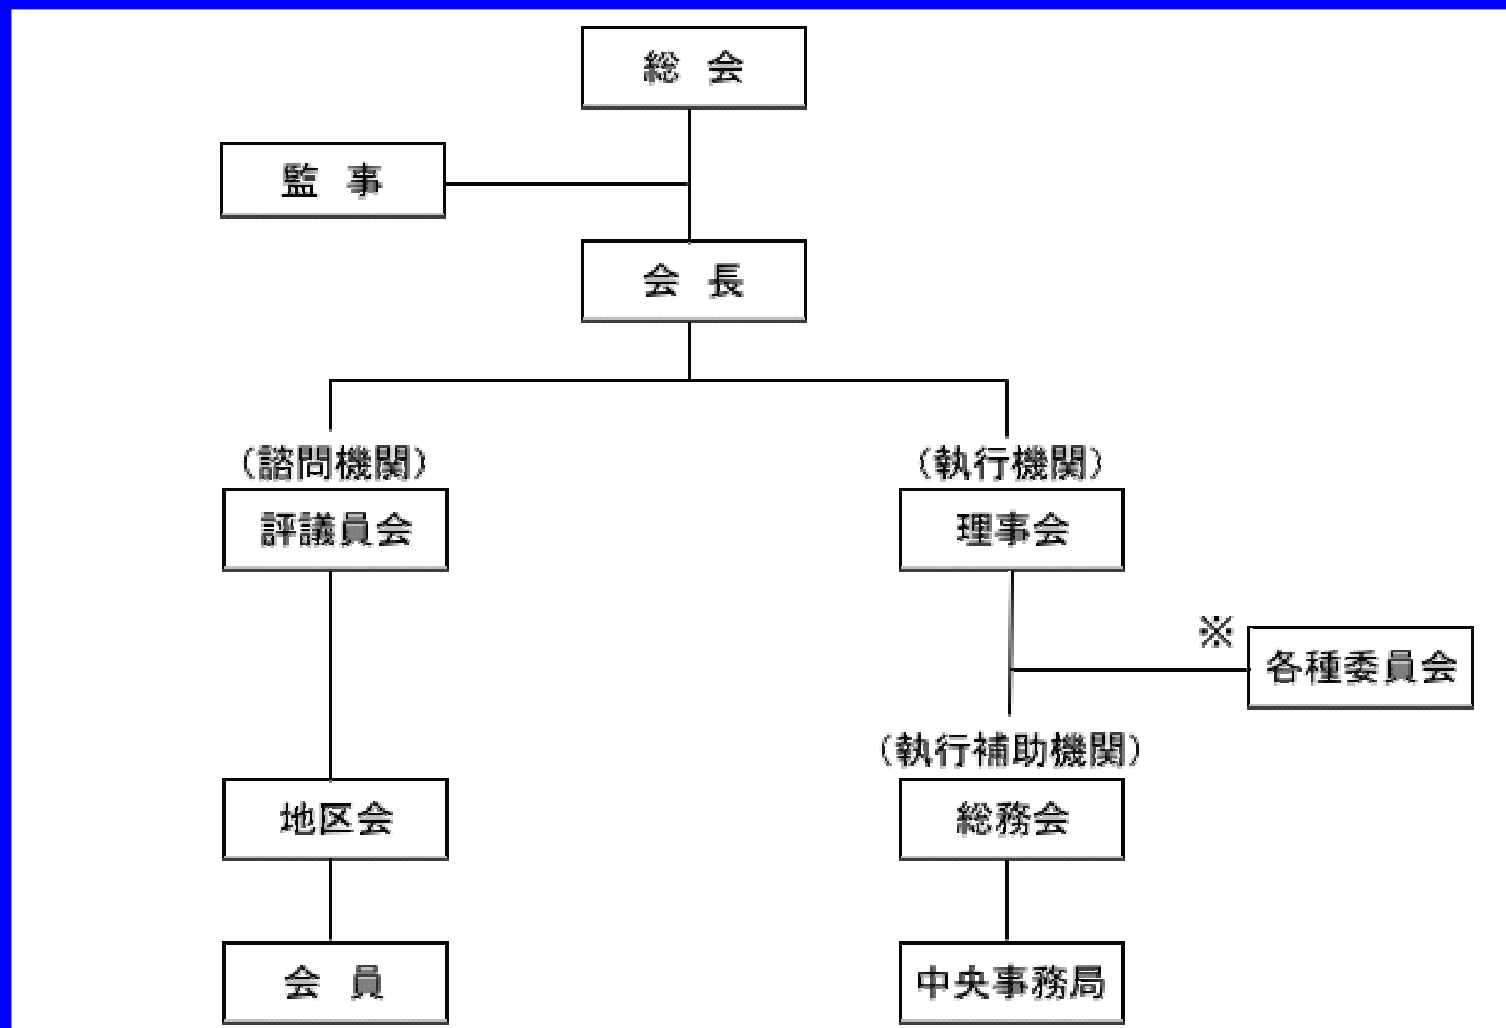 総 会
監 事
会 長
(諮問機関)
評議員会
(執行機関)
理事会
※
各種委員会
(執行補助機関)
地区会
総務会
会 員
中央事務局